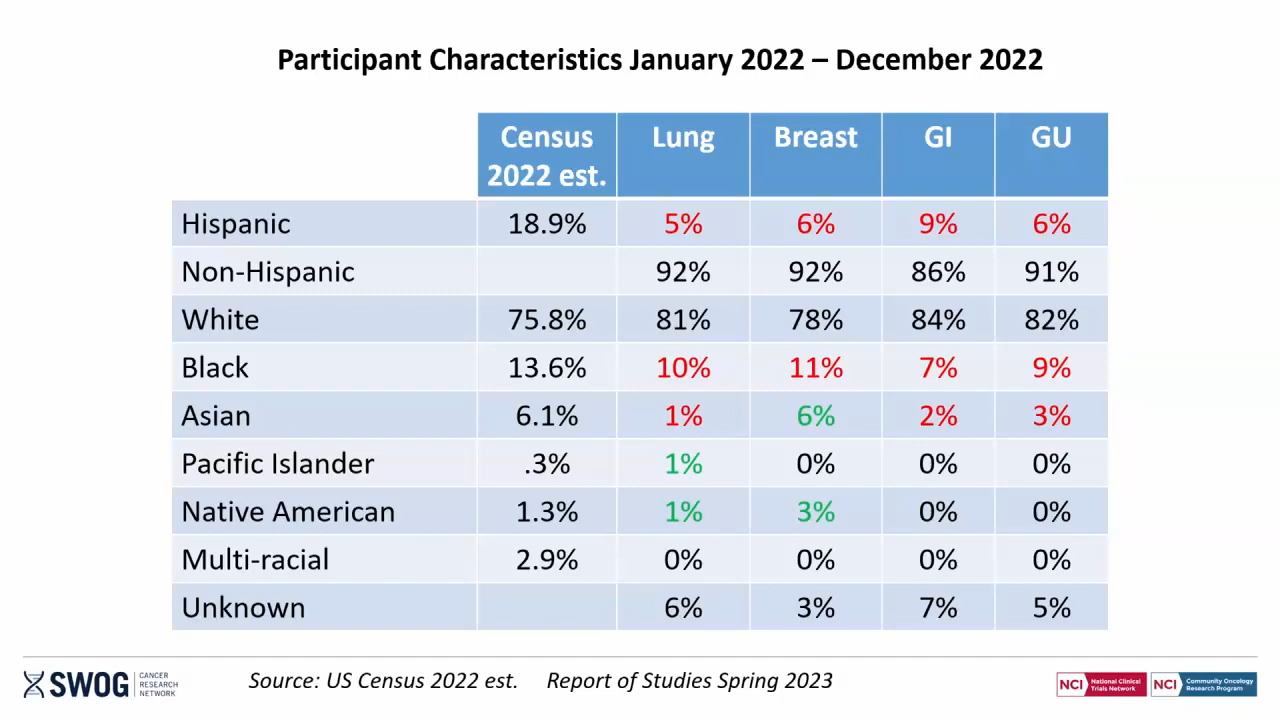 Participant Characteristics January 2022 – December 2022
Census 2022 est. Lung Breast GI GU
Hispanic 18.9% 5% 6% 9% 6%
Non-Hispanic 92% 92% 86% 91%
White 75.8% 81% 78% 84% 82%
Black 13.6% 10% 11% 7% 9%
Asian 6.1% 1% 6% 2% 3%
Pacific Islander .3% 1% 0% 0% 0%
Native American 1.3% 1% 3% 0% 0%
Multi-racial 2.9% 0% 0% 0% 0%
Unknown 6% 3% 7% 5%
SWOG CANCER RESEARCH NETWORK
Source: US Census 2022 est. Report of Studies Spring 2023
NCI National Clinical Trials Network
NCI Community Oncology Research Program